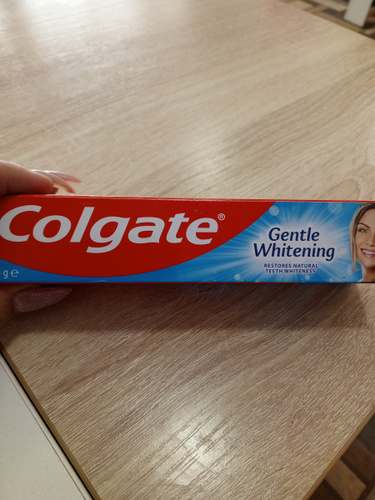 Colgate®
Gentle
Whitening
RESTORES NATURAL
TEETH WHITENESS
g℮